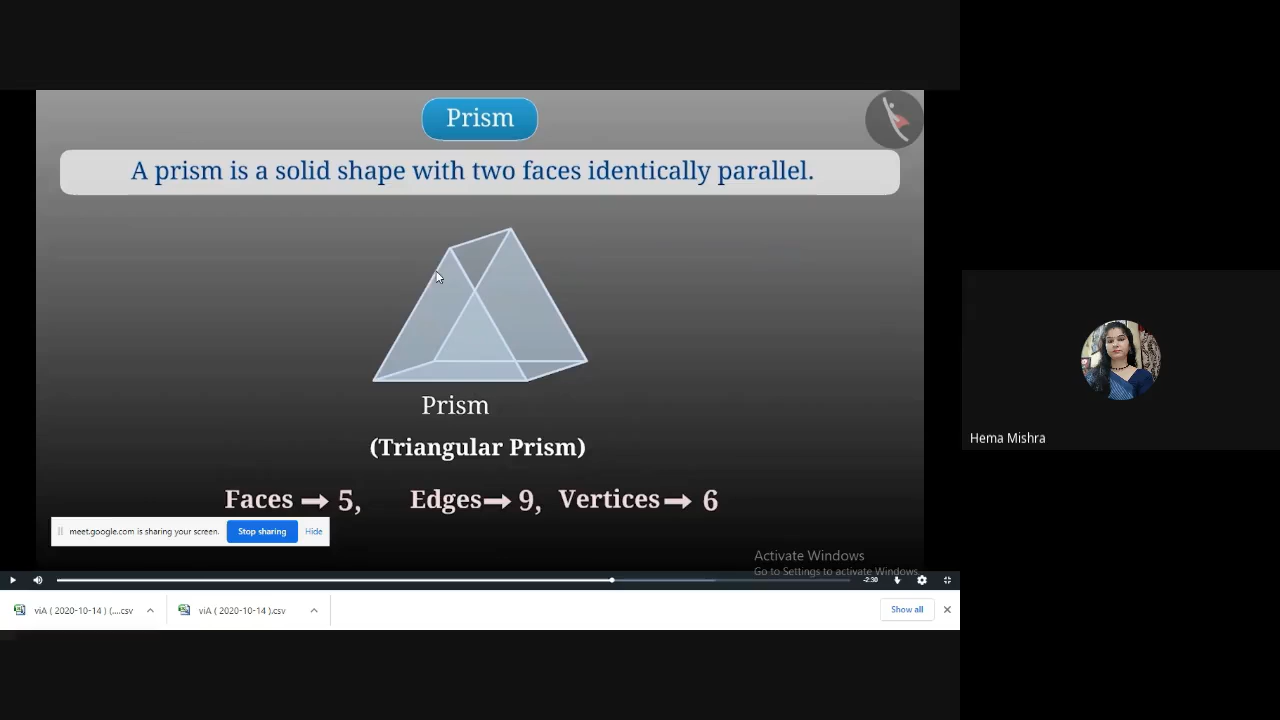 Prism
A prism is a solid shape with two faces identically parallel.
Prism
(Triangular Prism)
Faces → 5, Edges→ 9, Vertices→ 6
meet.google.com is sharing your screen. Stop sharing Hide
Activate Windows
Go to Settings to activate Windows.
-2:30
viA ( 2020-10-14 ) (....csv
viA ( 2020-10-14 ).csv
Show all
Hema Mishra